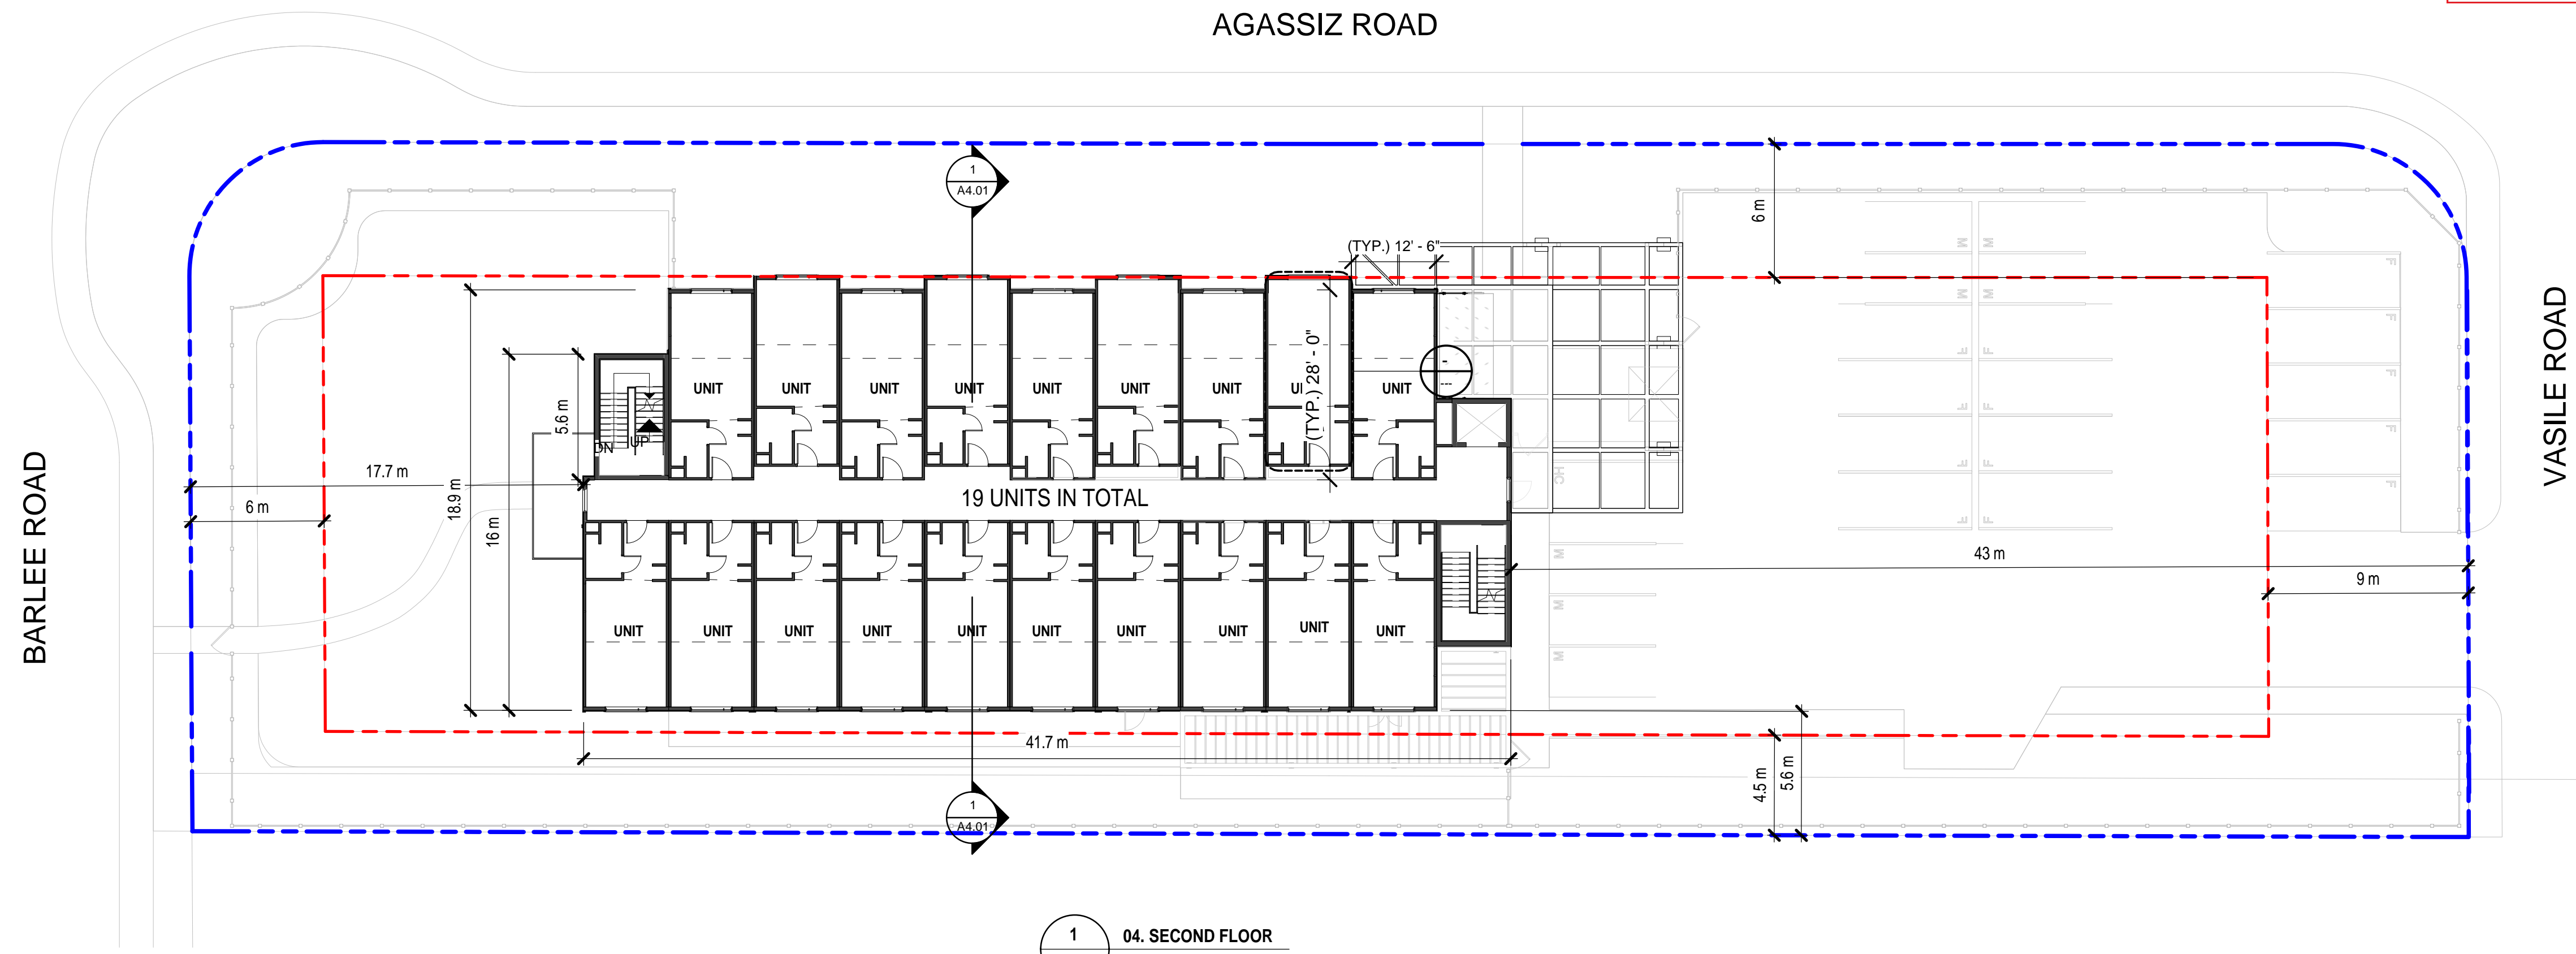 AGASSIZ ROAD
1
A4.01
6 m
(TYP.) 12' - 6"
UNIT UNIT UNIT UNIT UNIT UNIT UNIT UNIT
(TYP.) 28' - 0"
-
---
5.6 m
DN
UP
17.7 m
18.9 m
6 m
16 m
19 UNITS IN TOTAL
BARLEE ROAD
VASILE ROAD
43 m
9 m
UNIT UNIT UNIT UNIT UNIT UNIT UNIT UNIT UNIT UNIT
41.7 m
4.5 m
5.6 m
1
A4.01
M M
M M
F F
F F
F F
F F
F
F
F
F
F
HC
M
M
M
1
04. SECOND FLOOR